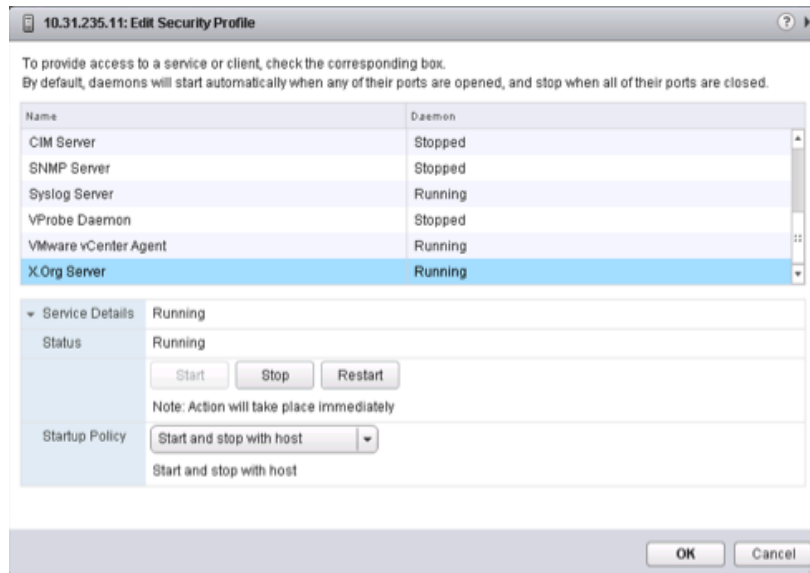 10.31.235.11: Edit Security Profile
To provide access to a service or client, check the corresponding box.
By default, daemons will start automatically when any of their ports are opened, and stop when all of their ports are closed.
Name Daemon
CIM Server Stopped
SNMP Server Stopped
Syslog Server Running
VProbe Daemon Stopped
VMware vCenter Agent Running
X.Org Server Running
Service Details Running
Status Running
Start Stop Restart
Note: Action will take place immediately
Startup Policy Start and stop with host
Start and stop with host
OK Cancel